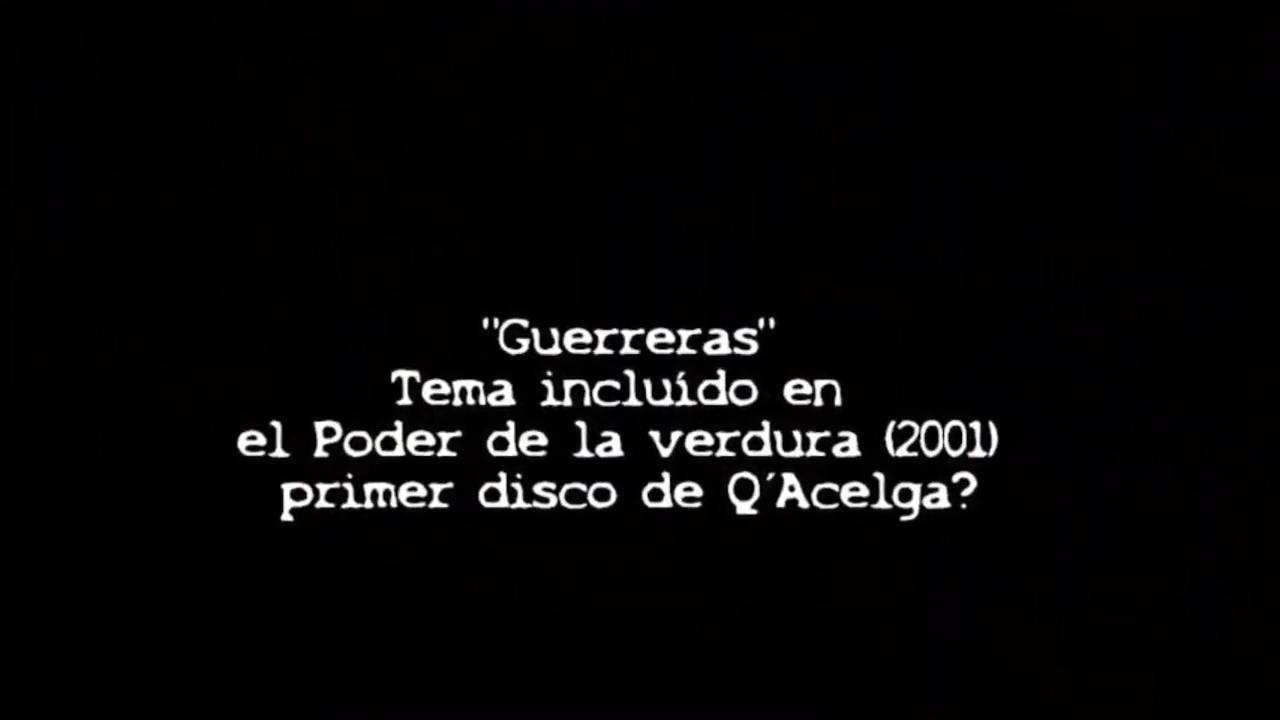 "Guerreras"
Tema incluído en
el Poder de la verdura (2001)
primer disco de Q´Acelga?